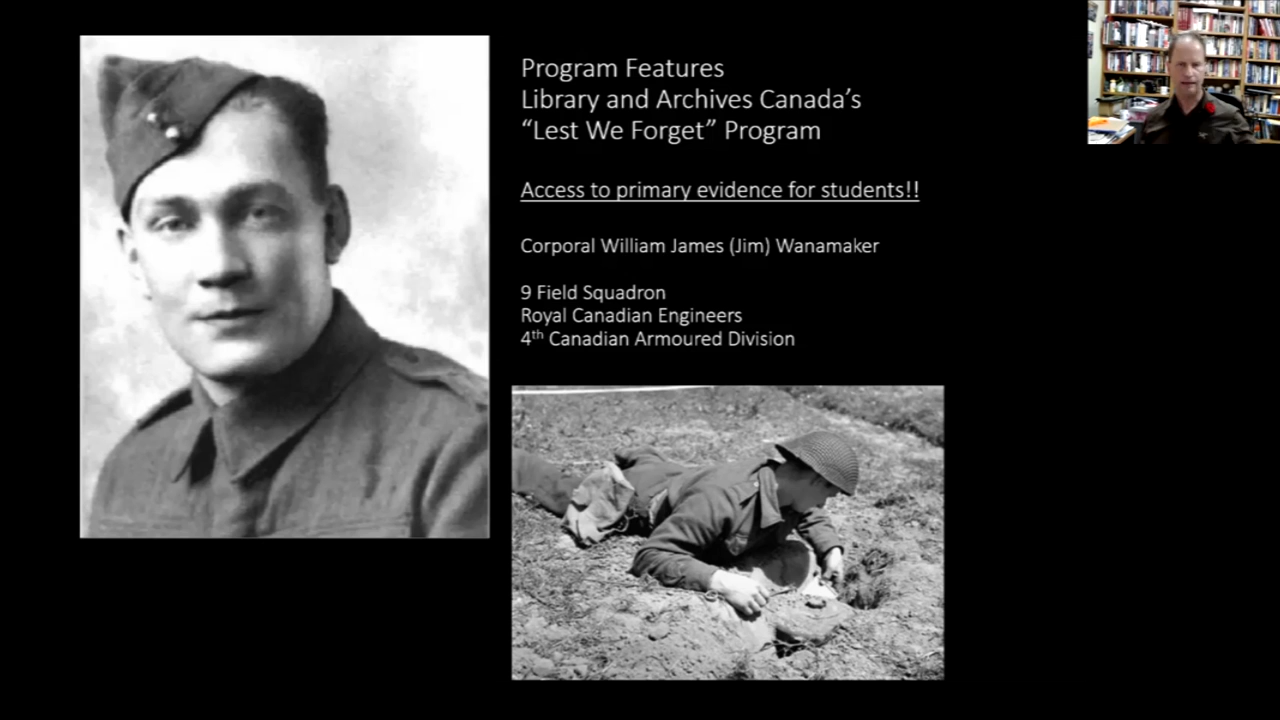 Program Features
Library and Archives Canada’s
“Lest We Forget” Program
Access to primary evidence for students!!
Corporal William James (Jim) Wanamaker
9 Field Squadron
Royal Canadian Engineers
4th Canadian Armoured Division